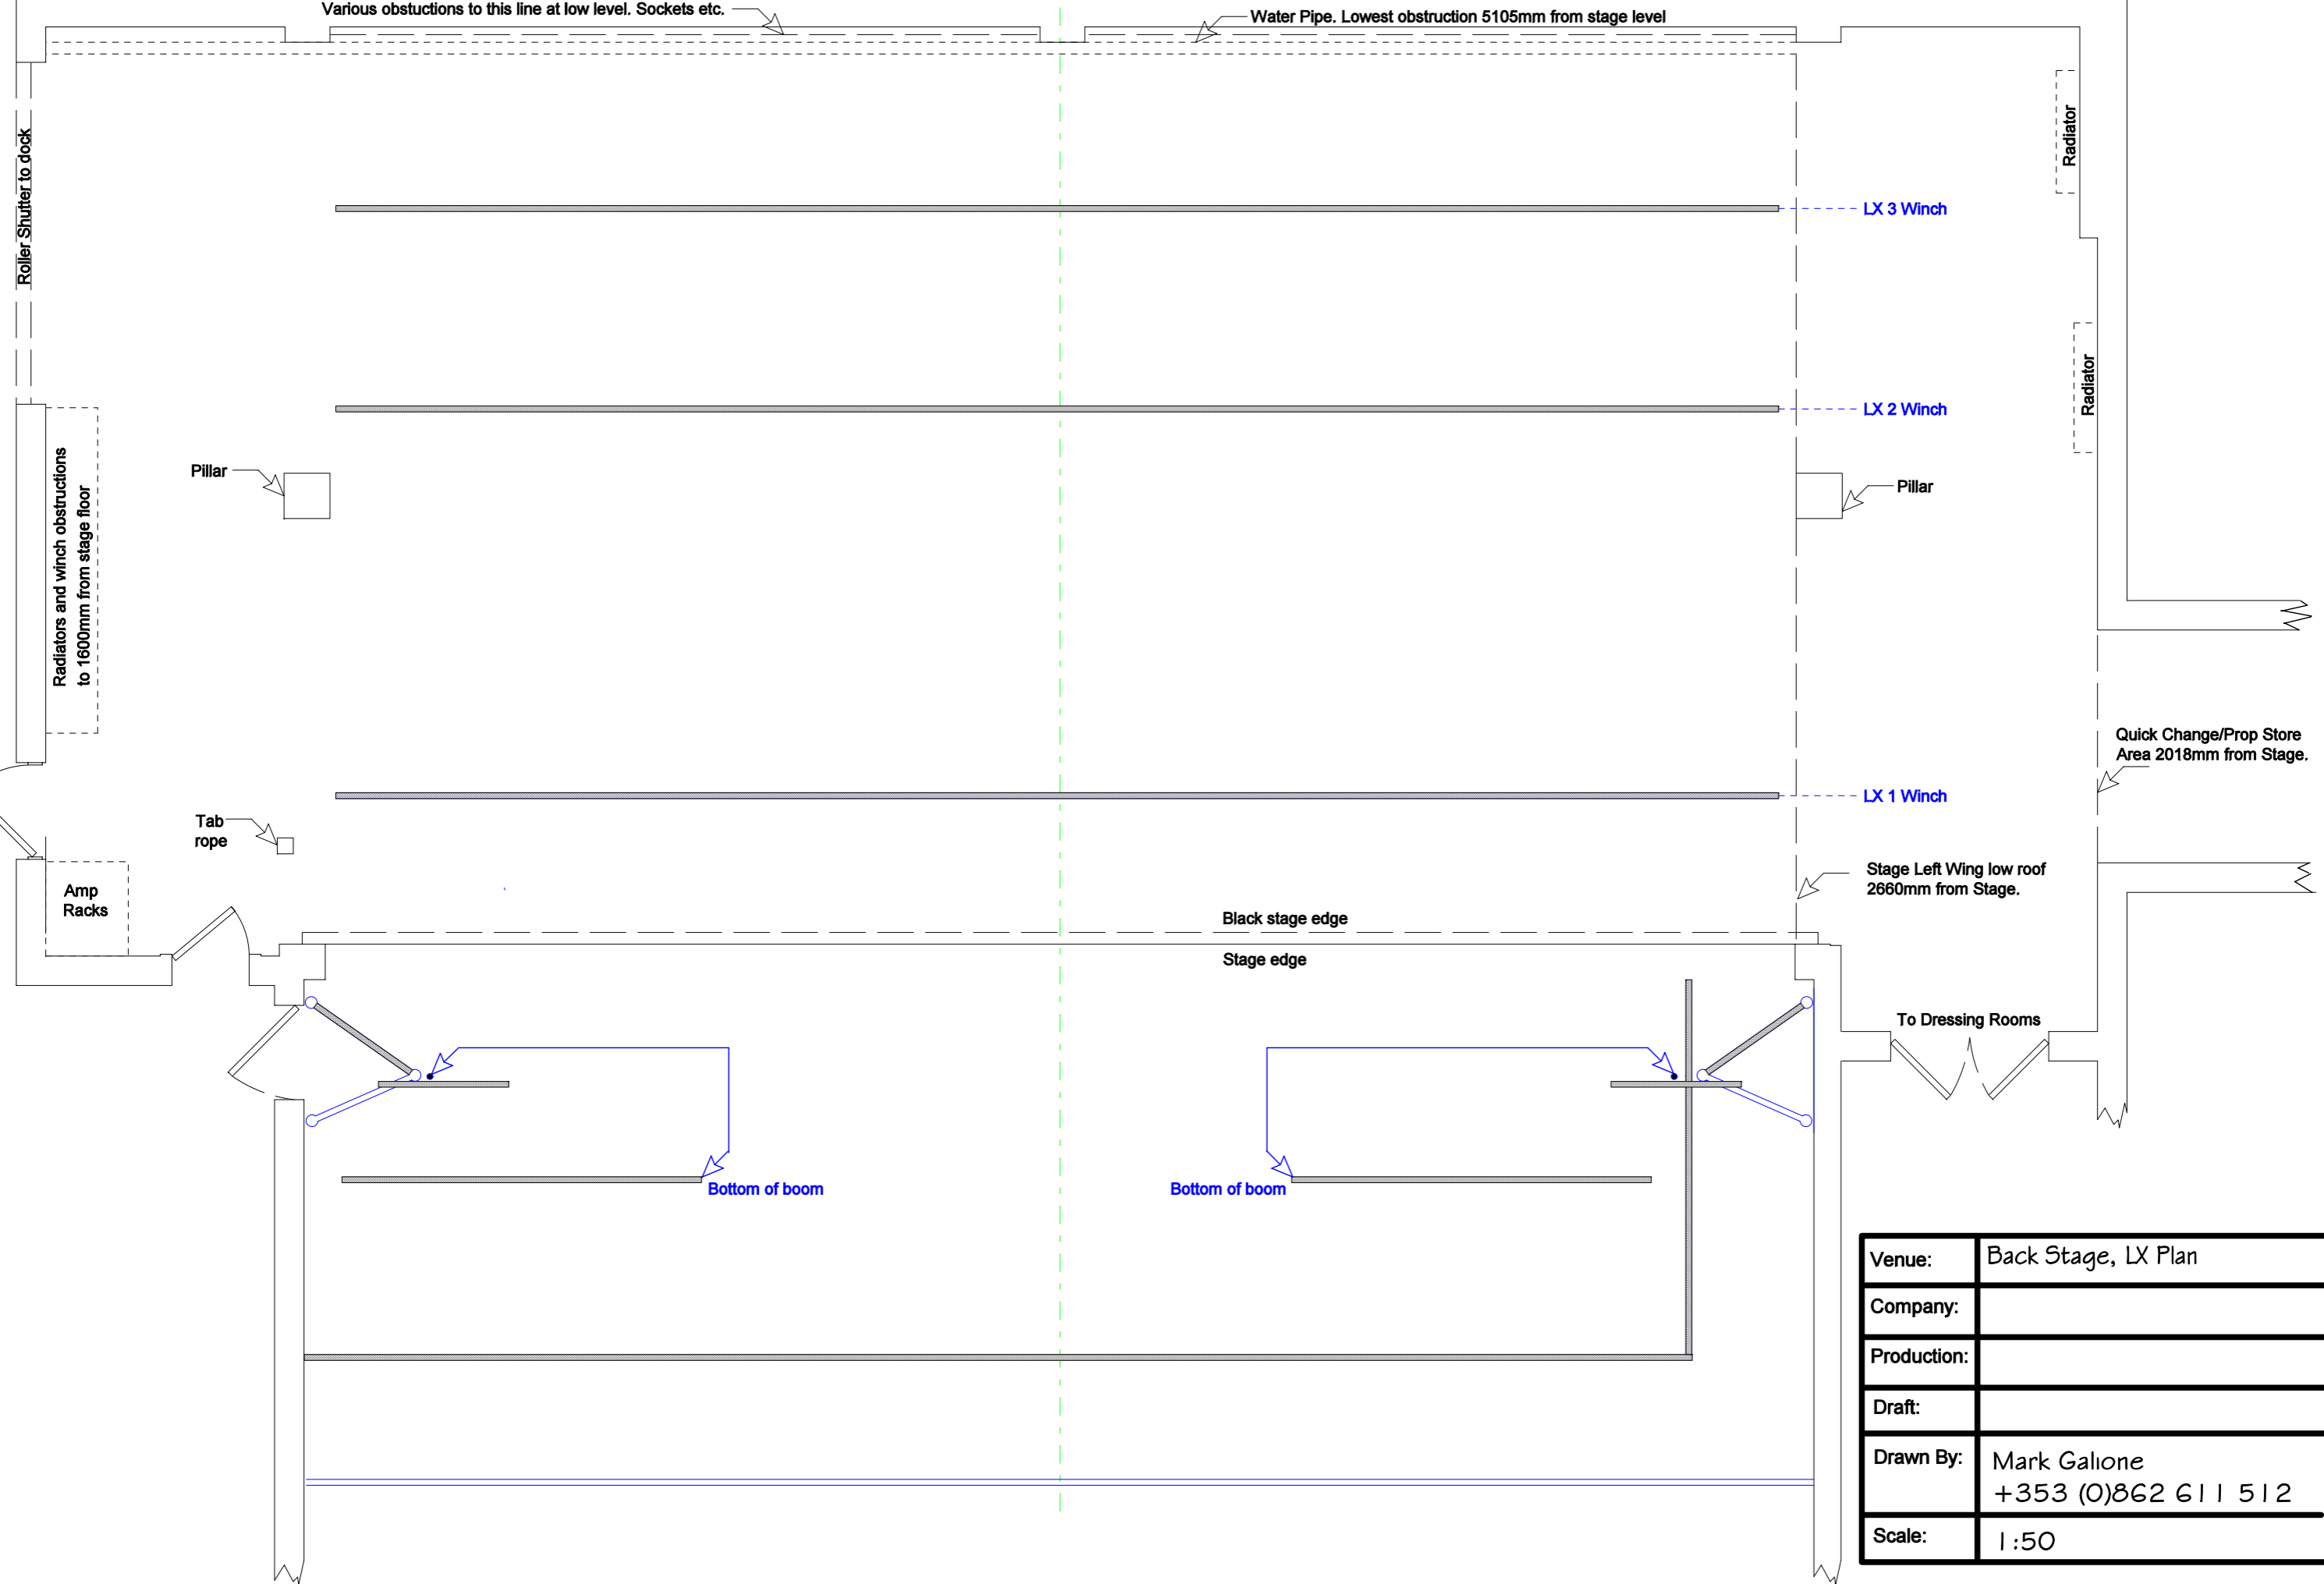 Various obstuctions to this line at low level. Sockets etc.
Water Pipe. Lowest obstruction 5105mm from stage level
Roller Shutter to dock
Radiator
LX 3 Winch
Radiator
LX 2 Winch
Pillar
Pillar
Radiators and winch obstructions
to 1600mm from stage floor
Quick Change/Prop Store
Area 2018mm from Stage.
LX 1 Winch
Tab
rope
Stage Left Wing low roof
2660mm from Stage.
Amp
Racks
Black stage edge
Stage edge
To Dressing Rooms
Bottom of boom
Bottom of boom
Venue: Back Stage, LX Plan
Company:
Production:
Draft:
Drawn By: Mark Galione
+353 (0)862 611 512
Scale: 1:50